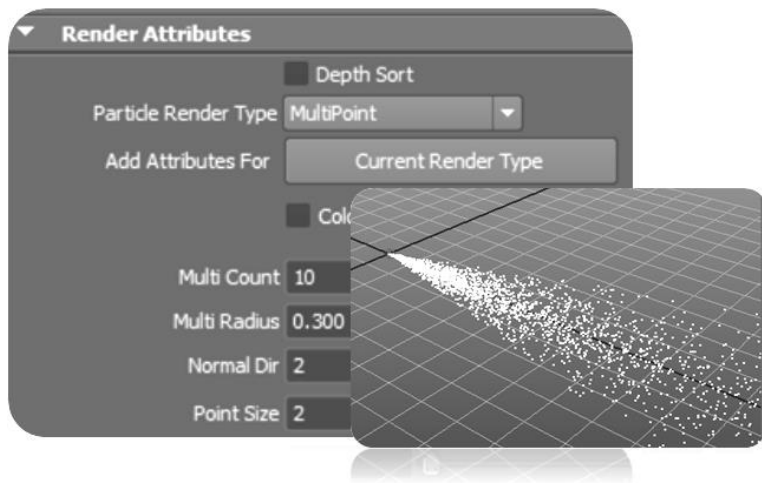 Render Attributes
Depth Sort
Particle Render Type MultiPoint
Add Attributes For Current Render Type
Multi Count 10
Multi Radius 0.300
Normal Dir 2
Point Size 2